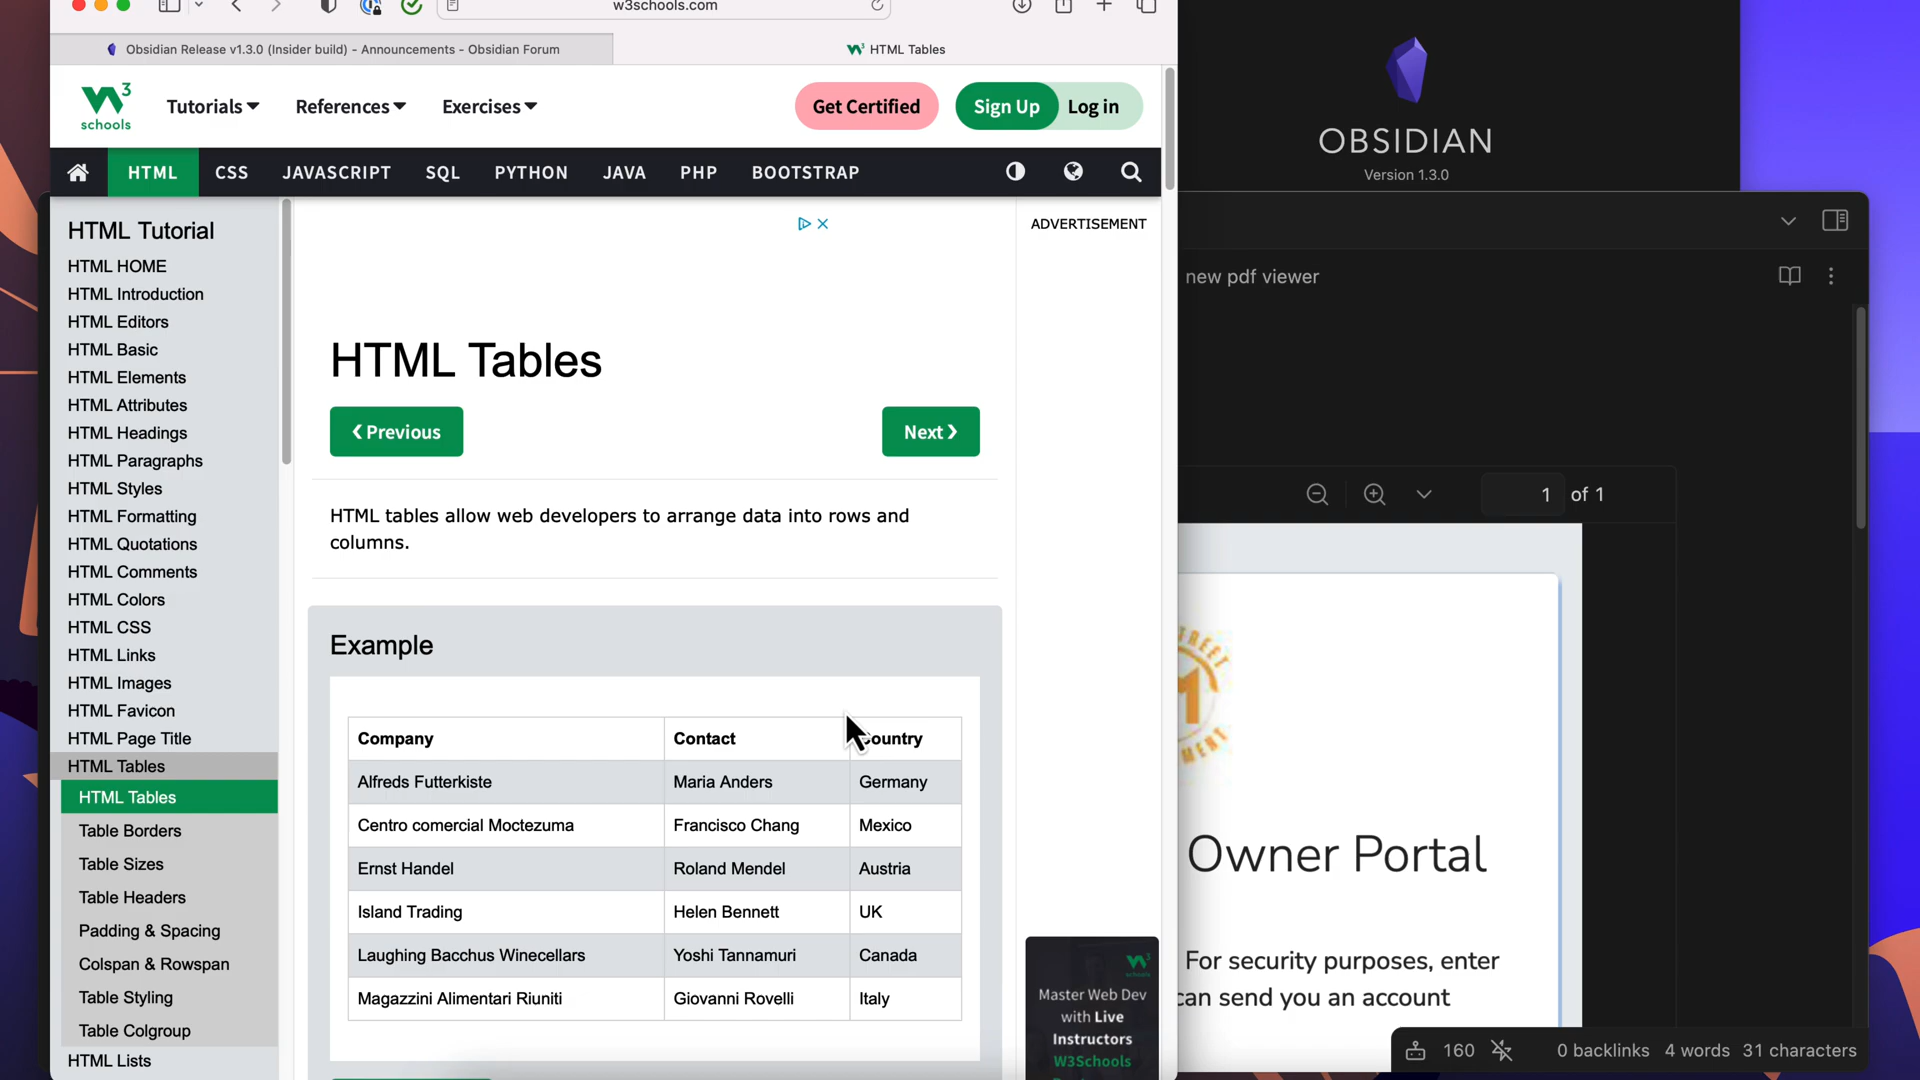 w3schools.com
Obsidian Release v1.3.0 (Insider build) - Announcements - Obsidian Forum
HTML Tables
schools
Tutorials
References
Exercises
Get Certified
Sign Up
Log in
HTML
CSS
JAVASCRIPT
SQL
PYTHON
JAVA
PHP
BOOTSTRAP
HTML Tutorial
HTML HOME
HTML Introduction
HTML Editors
HTML Basic
HTML Elements
HTML Attributes
HTML Headings
HTML Paragraphs
HTML Styles
HTML Formatting
HTML Quotations
HTML Comments
HTML Colors
HTML CSS
HTML Links
HTML Images
HTML Favicon
HTML Page Title
HTML Tables
HTML Tables
Table Borders
Table Sizes
Table Headers
Padding & Spacing
Colspan & Rowspan
Table Styling
Table Colgroup
HTML Lists
ADVERTISEMENT
HTML Tables
❮ Previous
Next ❯
HTML tables allow web developers to arrange data into rows and
columns.
Example
Company Contact Country
Alfreds Futterkiste Maria Anders Germany
Centro comercial Moctezuma Francisco Chang Mexico
Ernst Handel Roland Mendel Austria
Island Trading Helen Bennett UK
Laughing Bacchus Winecellars Yoshi Tannamuri Canada
Magazzini Alimentari Riuniti Giovanni Rovelli Italy
schools
Master Web Dev
with Live
Instructors
W3Schools
OBSIDIAN
Version 1.3.0
new pdf viewer
1 of 1
Owner Portal
For security purposes, enter
can send you an account
160
0 backlinks 4 words 31 characters